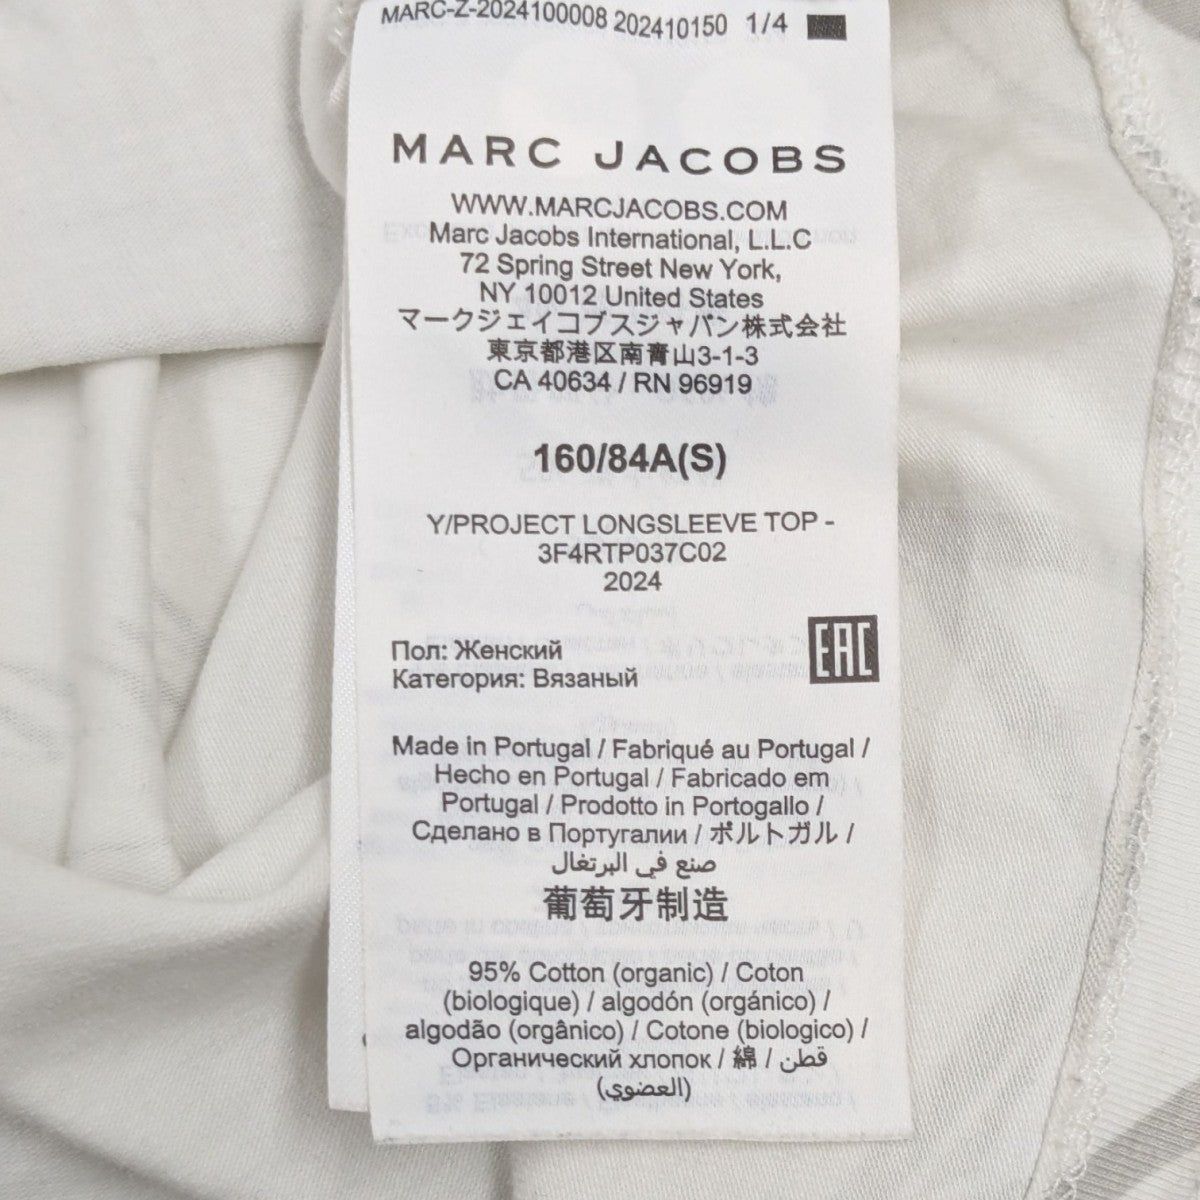 MARC-Z-2024100008 202410150 1/4
MARC JACOBS
WWW.MARCJACOBS.COM
Marc Jacobs International, L.L.C
72 Spring Street New York,
NY 10012 United States
マークジェイコブスジャパン株式会社
東京都港区南青山3-1-3
CA 40634 / RN 96919
160/84A(S)
Y/PROJECT LONGSLEEVE TOP -
3F4RTP037C02
2024
EAC
Пол: Женский
Категория: Вязаный
Made in Portugal / Fabriqué au Portugal /
Hecho en Portugal / Fabricado em
Portugal / Prodotto in Portogallo /
Сделано в Португалии / ポルトガル /
صنع في البرتغال
葡萄牙制造
95% Cotton (organic) / Coton
(biologique) / algodón (orgánico) /
algodão (orgânico) / Cotone (biologico) /
Органический хлопок / 綿 / قطن
(العضوي)